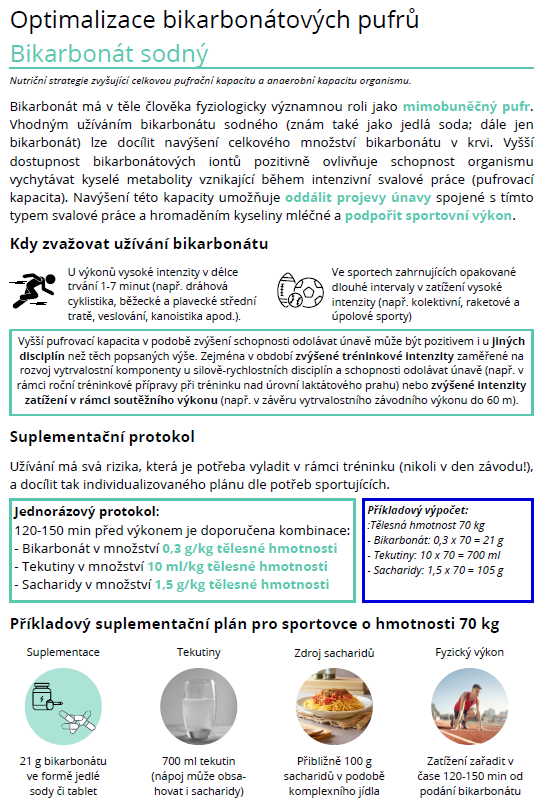 Optimalizace bikarbonátových pufrů
Bikarbonát sodný
Nutriční strategie zvyšující celkovou pufrační kapacitu a anaerobní kapacitu organismu.
Bikarbonát má v těle člověka fyziologicky významnou roli jako mimobuněčný pufr.
Vhodným užíváním bikarbonátu sodného (znám také jako jedlá soda; dále jen
bikarbonát) lze docílit navýšení celkového množství bikarbonátu v krvi. Vyšší
dostupnost bikarbonátových iontů pozitivně ovlivňuje schopnost organismu
vychytávat kyselé metabolity vznikající během intenzivní svalové práce (pufrovací
kapacita). Navýšení této kapacity umožňuje oddálit projevy únavy spojené s tímto
typem svalové práce a hromaděním kyseliny mléčné a podpořit sportovní výkon.
Kdy zvažovat užívání bikarbonátu
U výkonů vysoké intenzity v délce
trvání 1-7 minut (např. dráhová
cyklistika, běžecké a plavecké střední
tratě, veslování, kanoistika apod.).
Ve sportech zahrnujících opakované
dlouhé intervaly v zatížení vysoké
intenzity (např. kolektivní, raketové a
úpolové sporty)
Vyšší pufrovací kapacita v podobě zvýšení schopnosti odolávat únavě může být pozitivem i u jiných
disciplín než těch popsaných výše. Zejména v období zvýšené tréninkové intenzity zaměřené na
rozvoj vytrvalostní komponenty u silově-rychlostních disciplín a schopnosti odolávat únavě (např. v
rámci roční tréninkové přípravy při tréninku nad úrovní laktátového prahu) nebo zvýšené intenzity
zatížení v rámci soutěžního výkonu (např. v závěru vytrvalostního závodního výkonu do 60 m).
Suplementační protokol
Užívání má svá rizika, která je potřeba vyladit v rámci tréninku (nikoli v den závodu!),
a docílit tak individualizovaného plánu dle potřeb sportujících.
Jednorázový protokol:
120-150 min před výkonem je doporučena kombinace:
- Bikarbonát v množství 0,3 g/kg tělesné hmotnosti
- Tekutiny v množství 10 ml/kg tělesné hmotnosti
- Sacharidy v množství 1,5 g/kg tělesné hmotnosti
Příkladový výpočet:
:Tělesná hmotnost 70 kg
- Bikarbonát: 0,3 x 70 = 21 g
- Tekutiny: 10 x 70 = 700 ml
- Sacharidy: 1,5 x 70 = 105 g
Příkladový suplementační plán pro sportovce o hmotnosti 70 kg
Suplementace
21 g bikarbonátu
ve formě jedlé
sody či tablet
Tekutiny
700 ml tekutin
(nápoj může obsa-
hovat i sacharidy)
Zdroj sacharidů
Přibližně 100 g
sacharidů v podobě
komplexního jídla
Fyzický výkon
Zatížení zařadit v
čase 120-150 min od
podání bikarbonátu